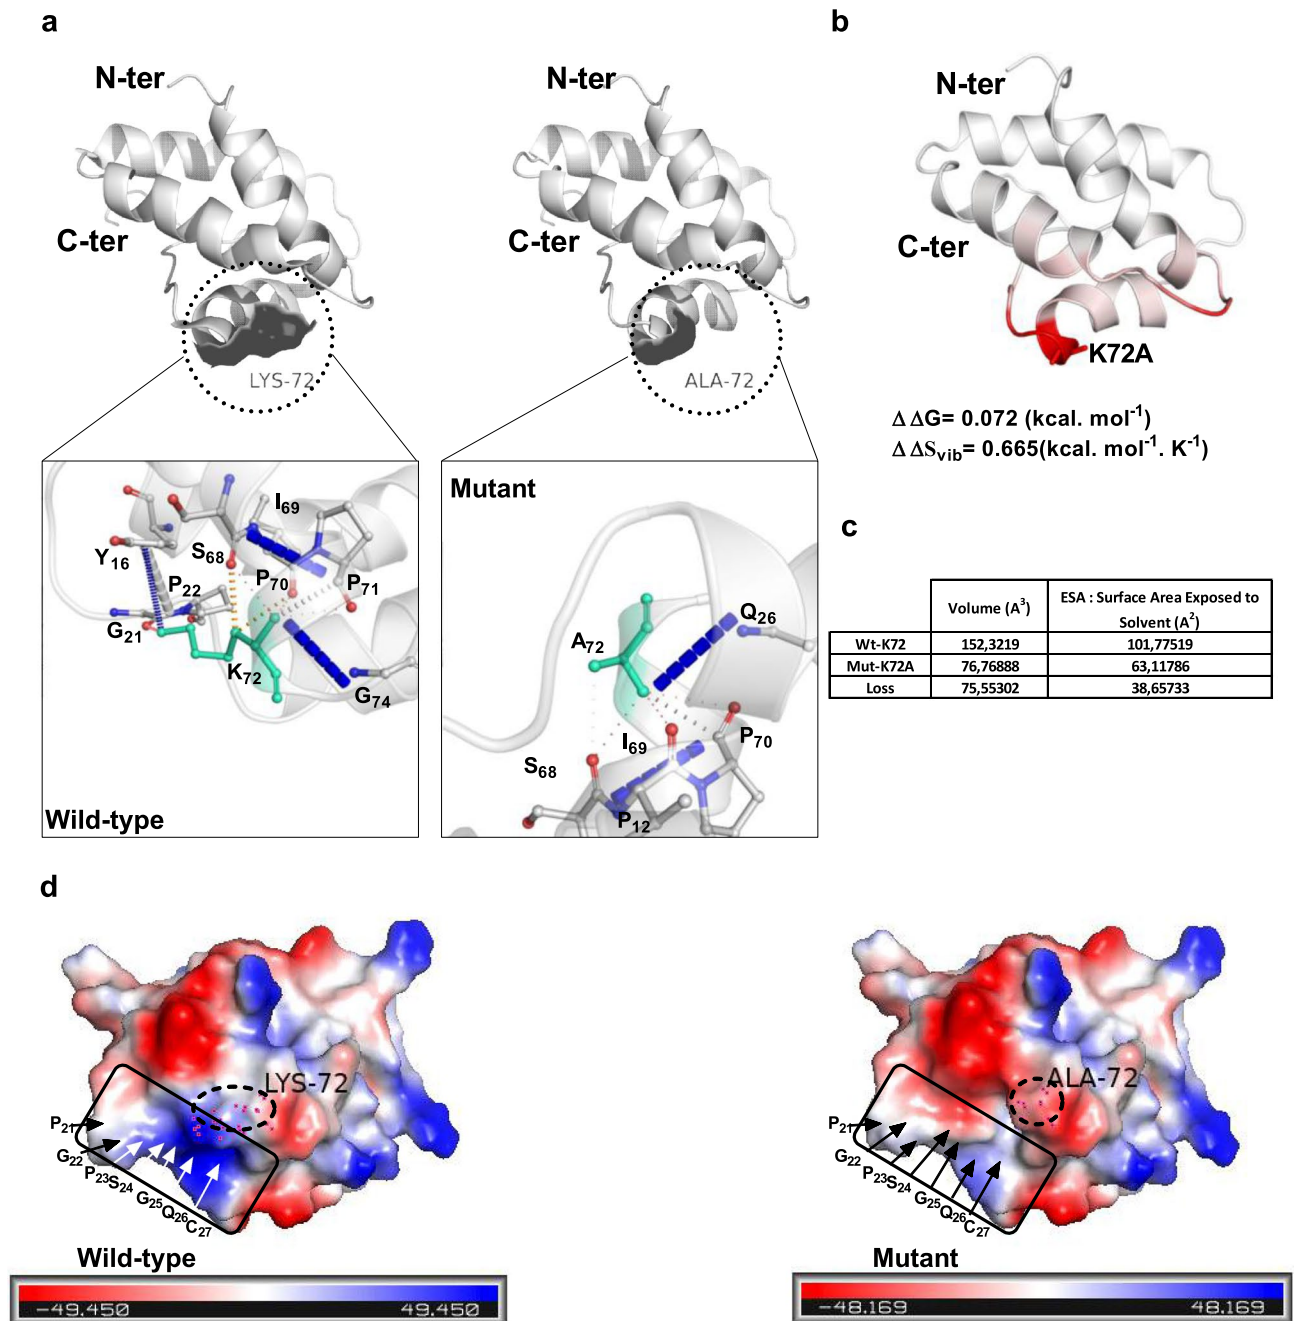 a
N-ter
C-ter
LYS-72
N-ter
C-ter
ALA-72
Y16
S68
I69
P22
P70
P71
G21
K72
G74
Wild-type
Mutant
A72
Q26
I69
P70
S68
P12
b
N-ter
C-ter
K72A
Δ ΔG= 0.072 (kcal. mol-1)
Δ ΔSvib= 0.665(kcal. mol-1. K-1)
c
Volume (A3) ESA : Surface Area Exposed to
Solvent (A2)
Wt-K72 152,3219 101,77519
Mut-K72A 76,76888 63,11786
Loss 75,55302 38,65733
d
LYS-72
P21
G22
P23S24
G25Q26C27
Wild-type
-49.450 49.450
ALA-72
P21
G22
P23S24
G25Q26C27
Mutant
-48.169 48.169